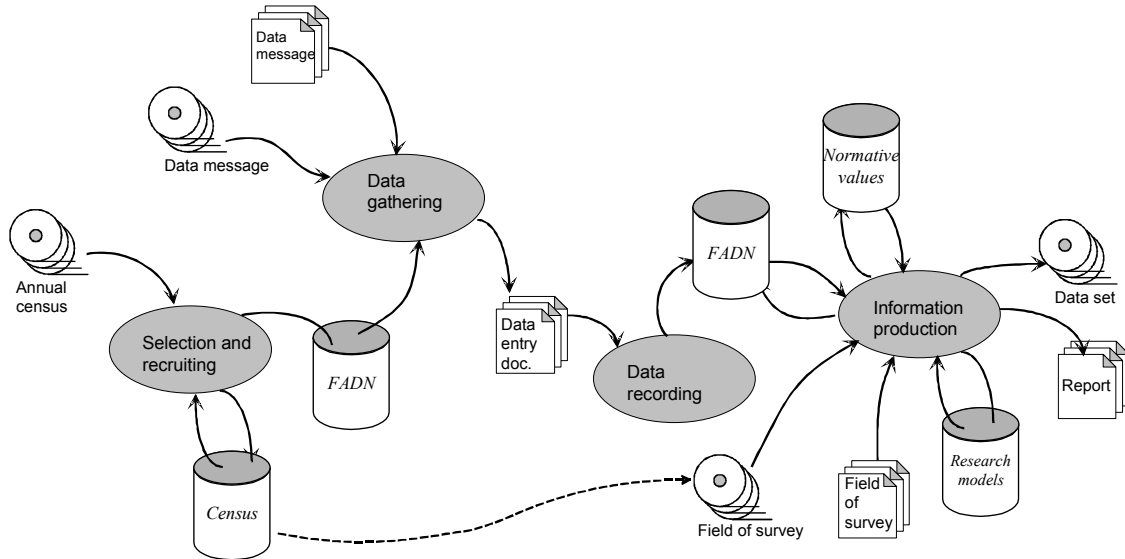 Data
message
Data message
Data
gathering
Normative
values
Annual
census
FADN
Data set
Selection and
recruiting
FADN
Data
entry
doc.
Information
production
Data
recording
Report
Census
Field of survey
Field
of
survey
Research
models